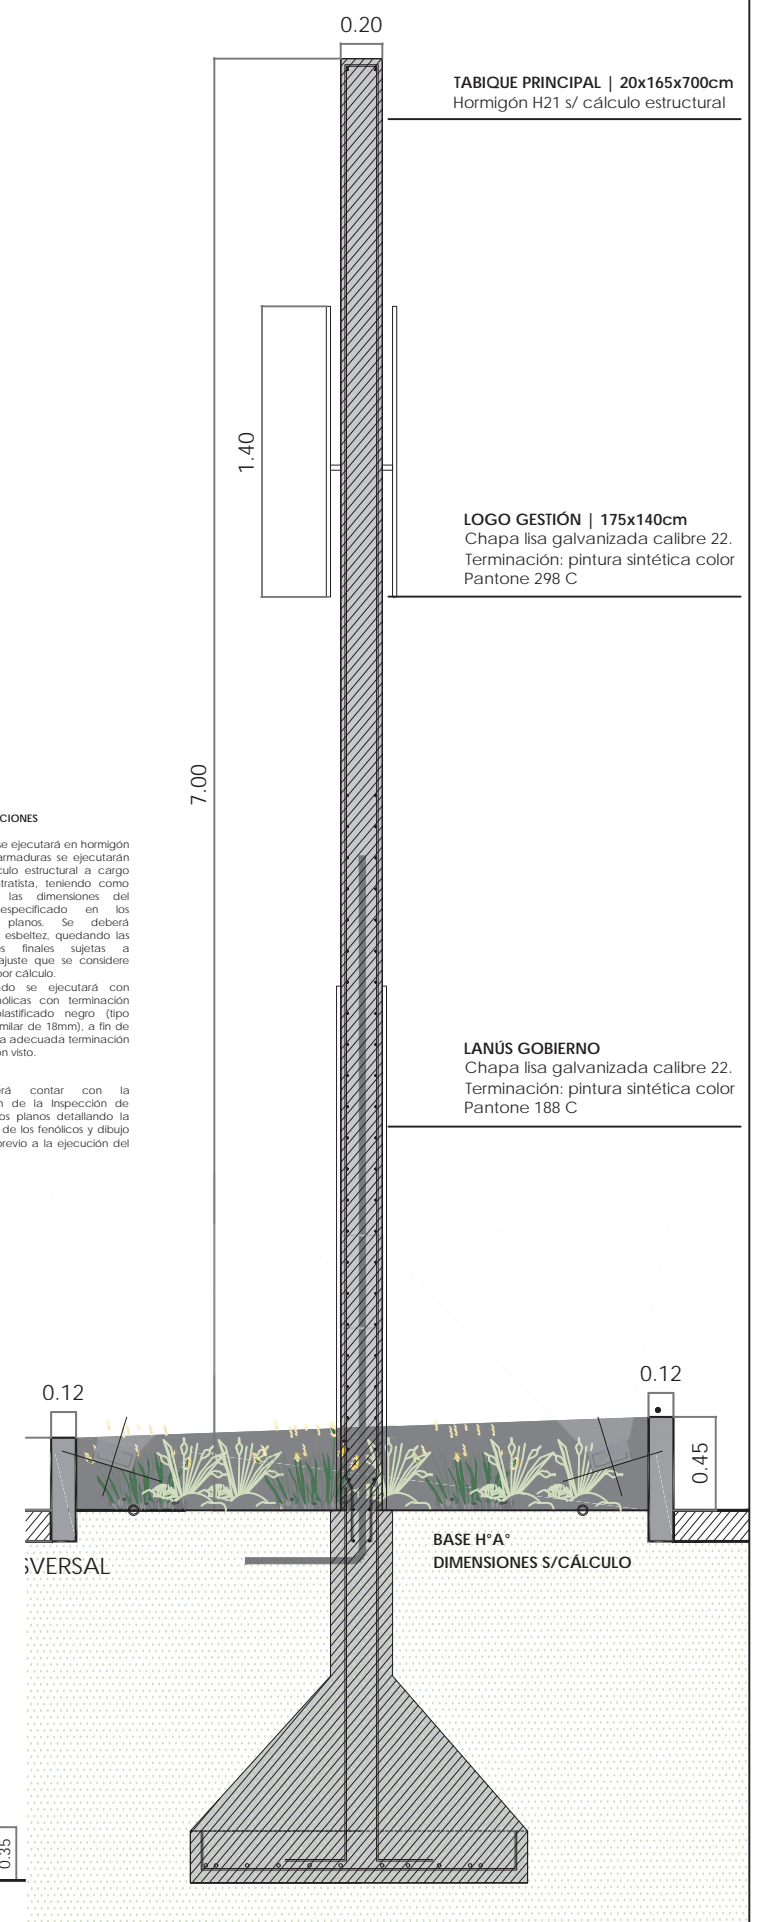 0.20
TABIQUE PRINCIPAL | 20x165x700cm
Hormigón H21 s/ cálculo estructural
1.40
LOGO GESTIÓN | 175x140cm
Chapa lisa galvanizada calibre 22.
Terminación: pintura sintética color
Pantone 298 C
7.00
CIONES
se ejecutará en hormigón
armaduras se ejecutarán
culo estructural a cargo
tratista, teniendo como
las dimensiones del
especificado en los
planos. Se deberá
esbeltez, quedando las
es finales sujetas a
ajuste que se considere
por cálculo.
do se ejecutará con
nólicas con terminación
plastificado negro (tipo
milar de 18mm), a fin de
a adecuada terminación
ón visto.
erá contar con la
n de la Inspección de
os planos detallando la
de los fenólicos y dibujo
previo a la ejecución del
LANÚS GOBIERNO
Chapa lisa galvanizada calibre 22.
Terminación: pintura sintética color
Pantone 188 C
0.12
0.12
0.45
BASE H°A°
DIMENSIONES S/CÁLCULO
SVERSAL
0.35